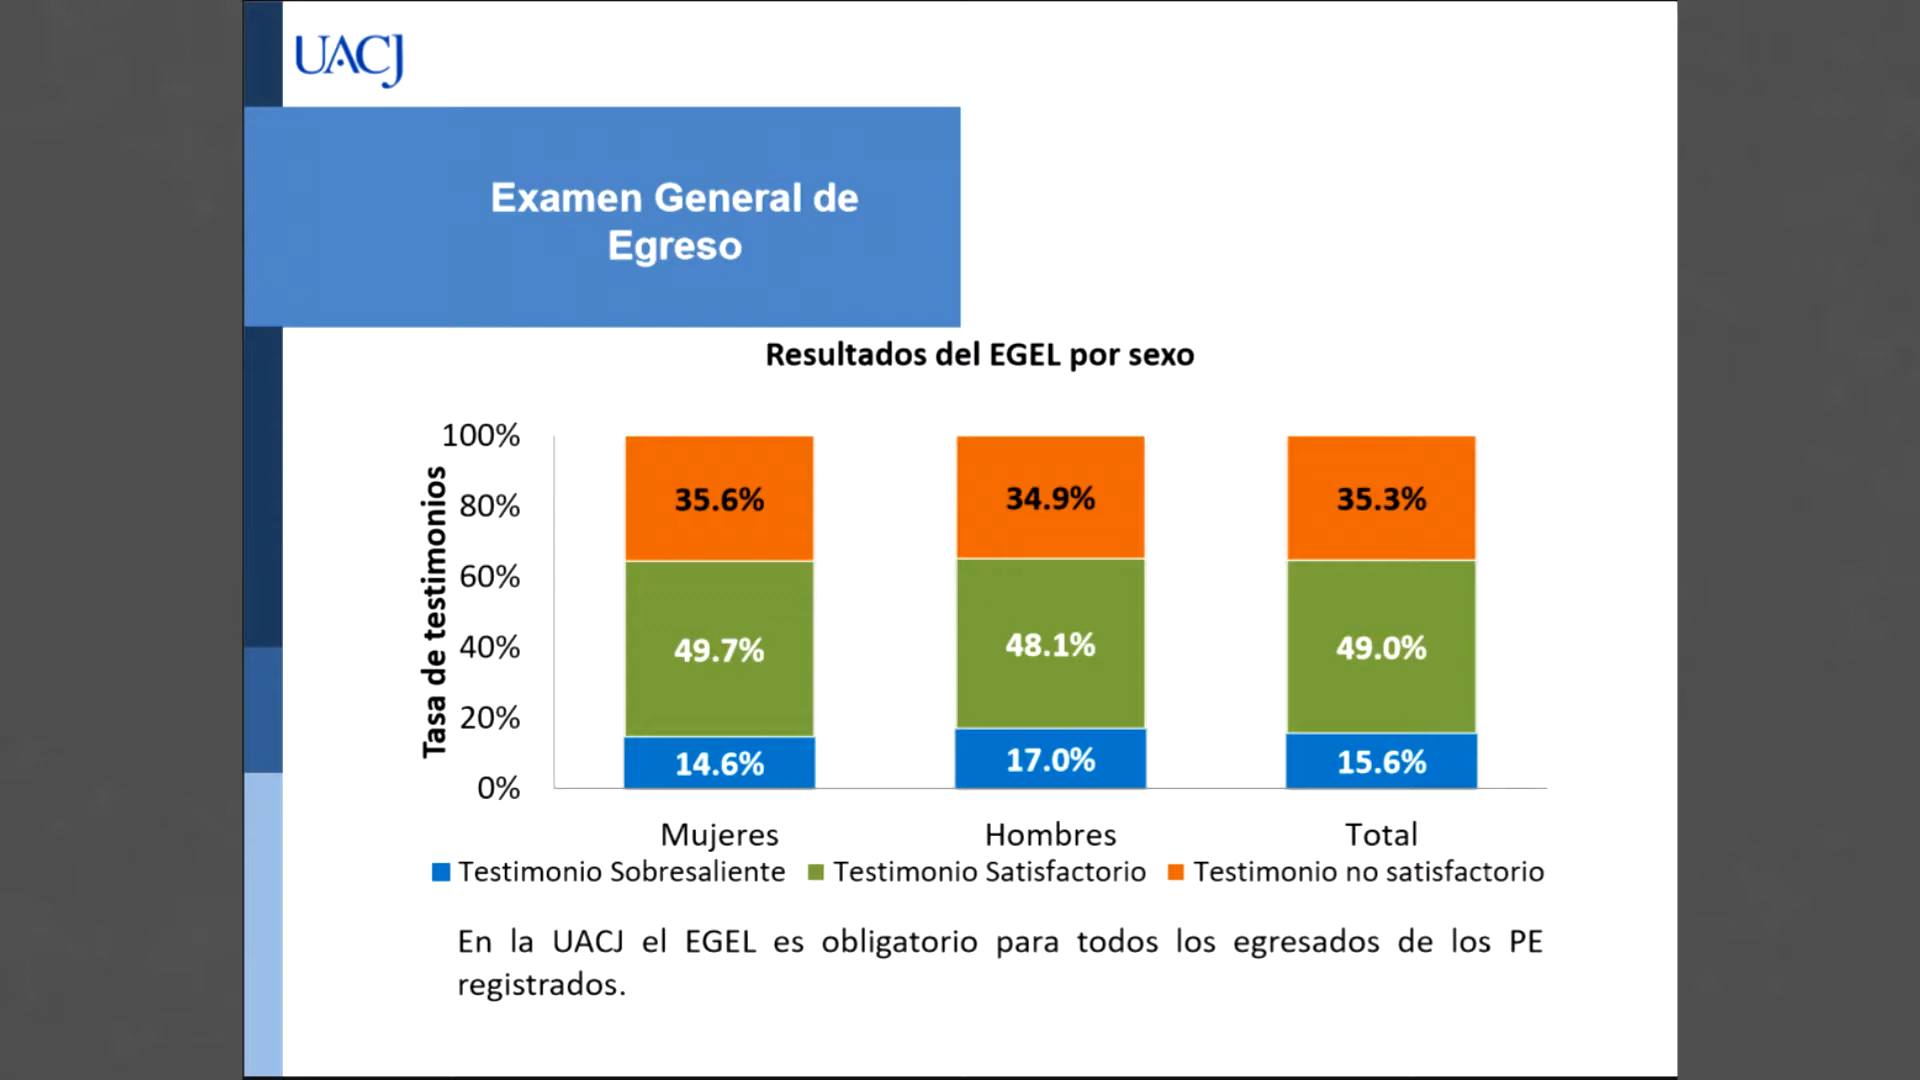 UACJ
Examen General de
Egreso
Resultados del EGEL por sexo
Tasa de testimonios
100%
80%
60%
40%
20%
0%
35.6% 34.9% 35.3%
49.7% 48.1% 49.0%
14.6% 17.0% 15.6%
Mujeres Hombres Total
Testimonio Sobresaliente Testimonio Satisfactorio Testimonio no satisfactorio
En la UACJ el EGEL es obligatorio para todos los egresados de los PE
registrados.